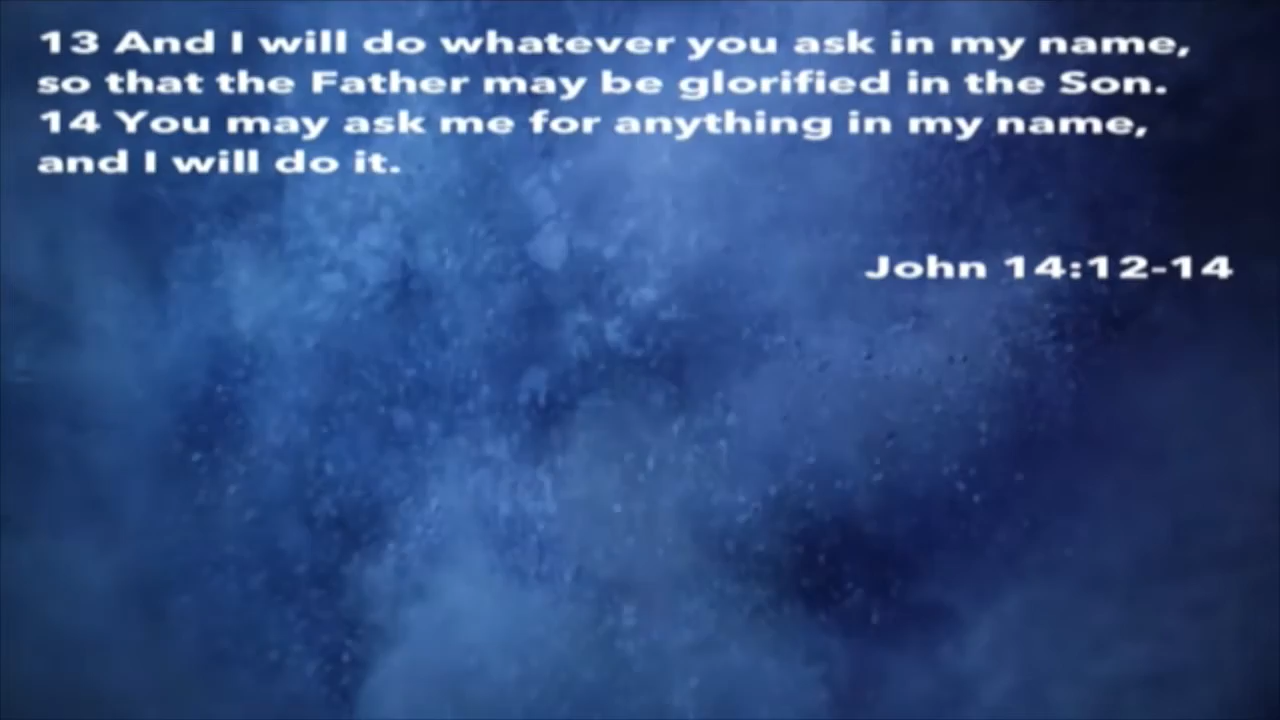 13 And I will do whatever you ask in my name,
so that the Father may be glorified in the Son.
14 You may ask me for anything in my name,
and I will do it.
John 14:12-14